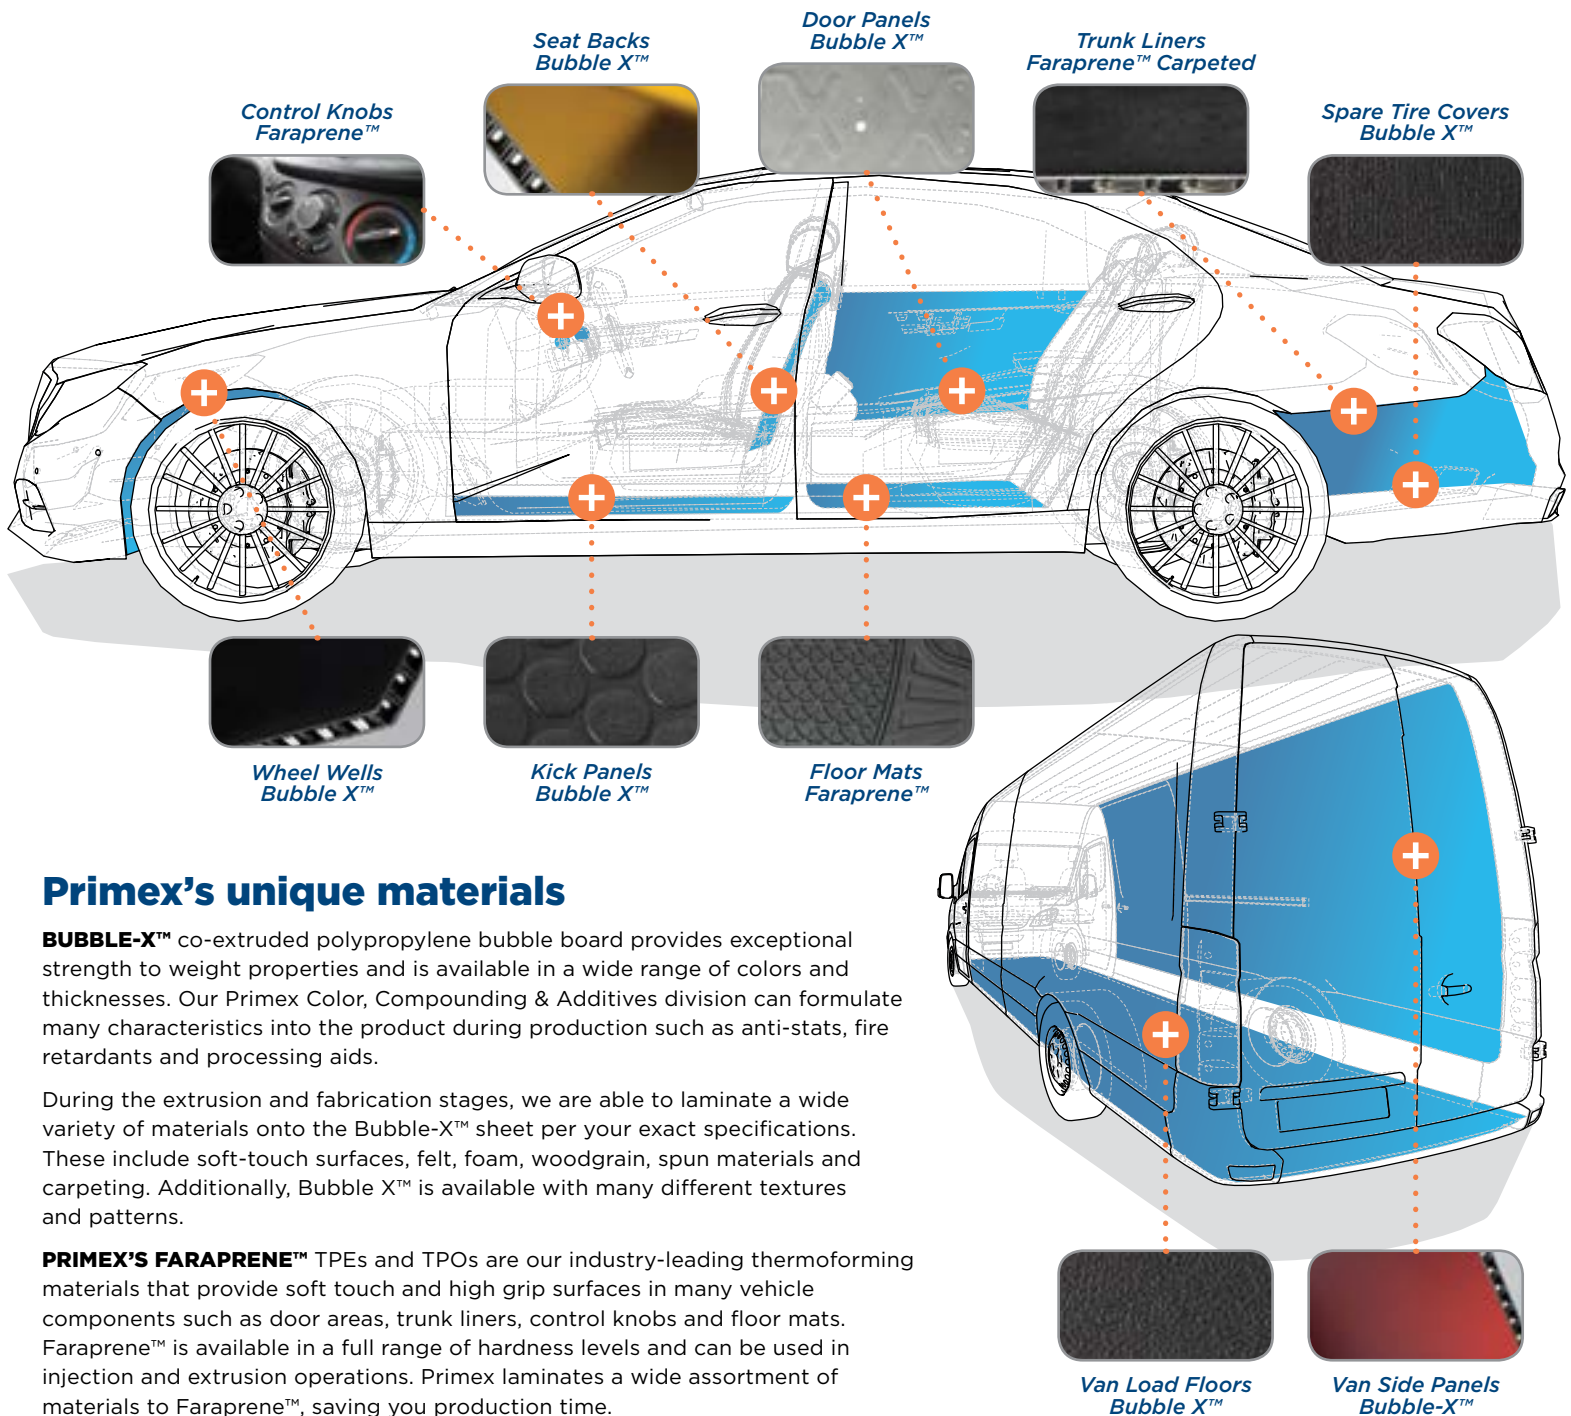 Door Panels
Bubble X™
Seat Backs
Bubble X™
Trunk Liners
Faraprene™ Carpeted
Control Knobs
Faraprene™
Spare Tire Covers
Bubble X™
Wheel Wells
Bubble X™
Kick Panels
Bubble X™
Floor Mats
Faraprene™
Primex’s unique materials
BUBBLE-X™ co-extruded polypropylene bubble board provides exceptional
strength to weight properties and is available in a wide range of colors and
thicknesses. Our Primex Color, Compounding & Additives division can formulate
many characteristics into the product during production such as anti-stats, fire
retardants and processing aids.
During the extrusion and fabrication stages, we are able to laminate a wide
variety of materials onto the Bubble-X™ sheet per your exact specifications.
These include soft-touch surfaces, felt, foam, woodgrain, spun materials and
carpeting. Additionally, Bubble X™ is available with many different textures
and patterns.
PRIMEX’S FARAPRENE™ TPEs and TPOs are our industry-leading thermoforming
materials that provide soft touch and high grip surfaces in many vehicle
components such as door areas, trunk liners, control knobs and floor mats.
Faraprene™ is available in a full range of hardness levels and can be used in
injection and extrusion operations. Primex laminates a wide assortment of
materials to Faraprene™, saving you production time.
Van Load Floors
Bubble X™
Van Side Panels
Bubble-X™